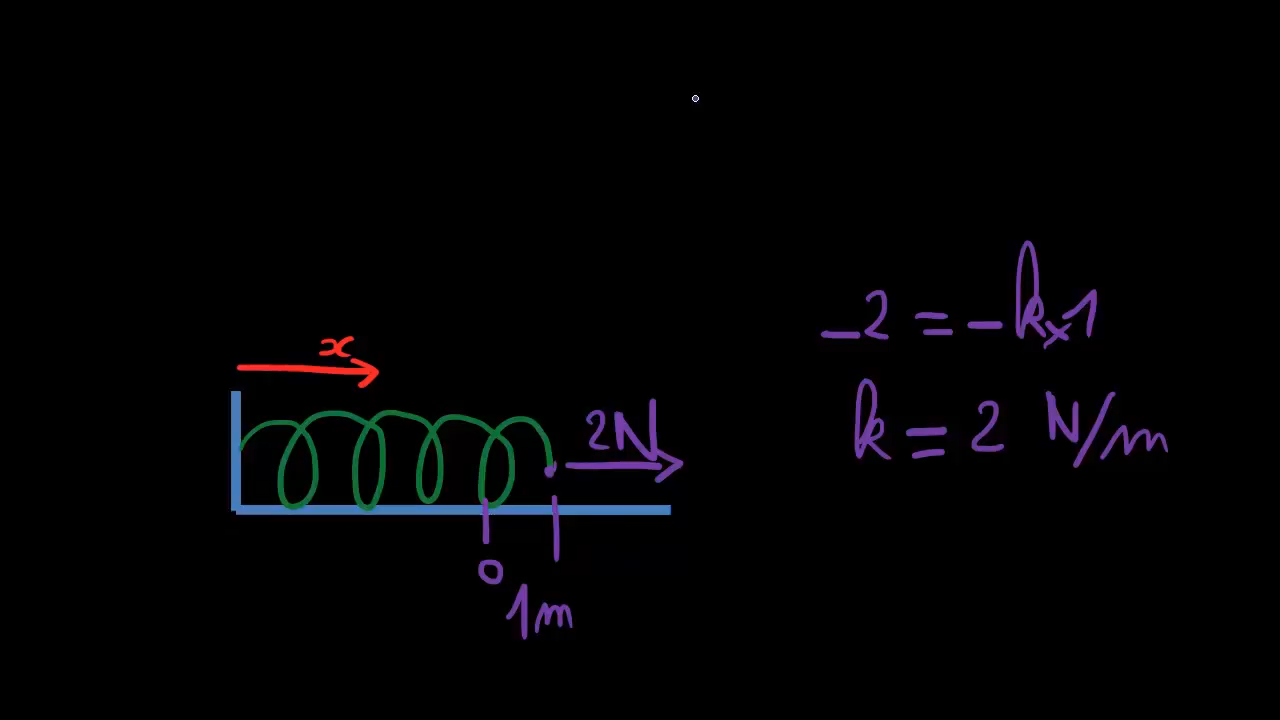 -2 = -k×1
x
2N
k = 2 N/m
0
1m